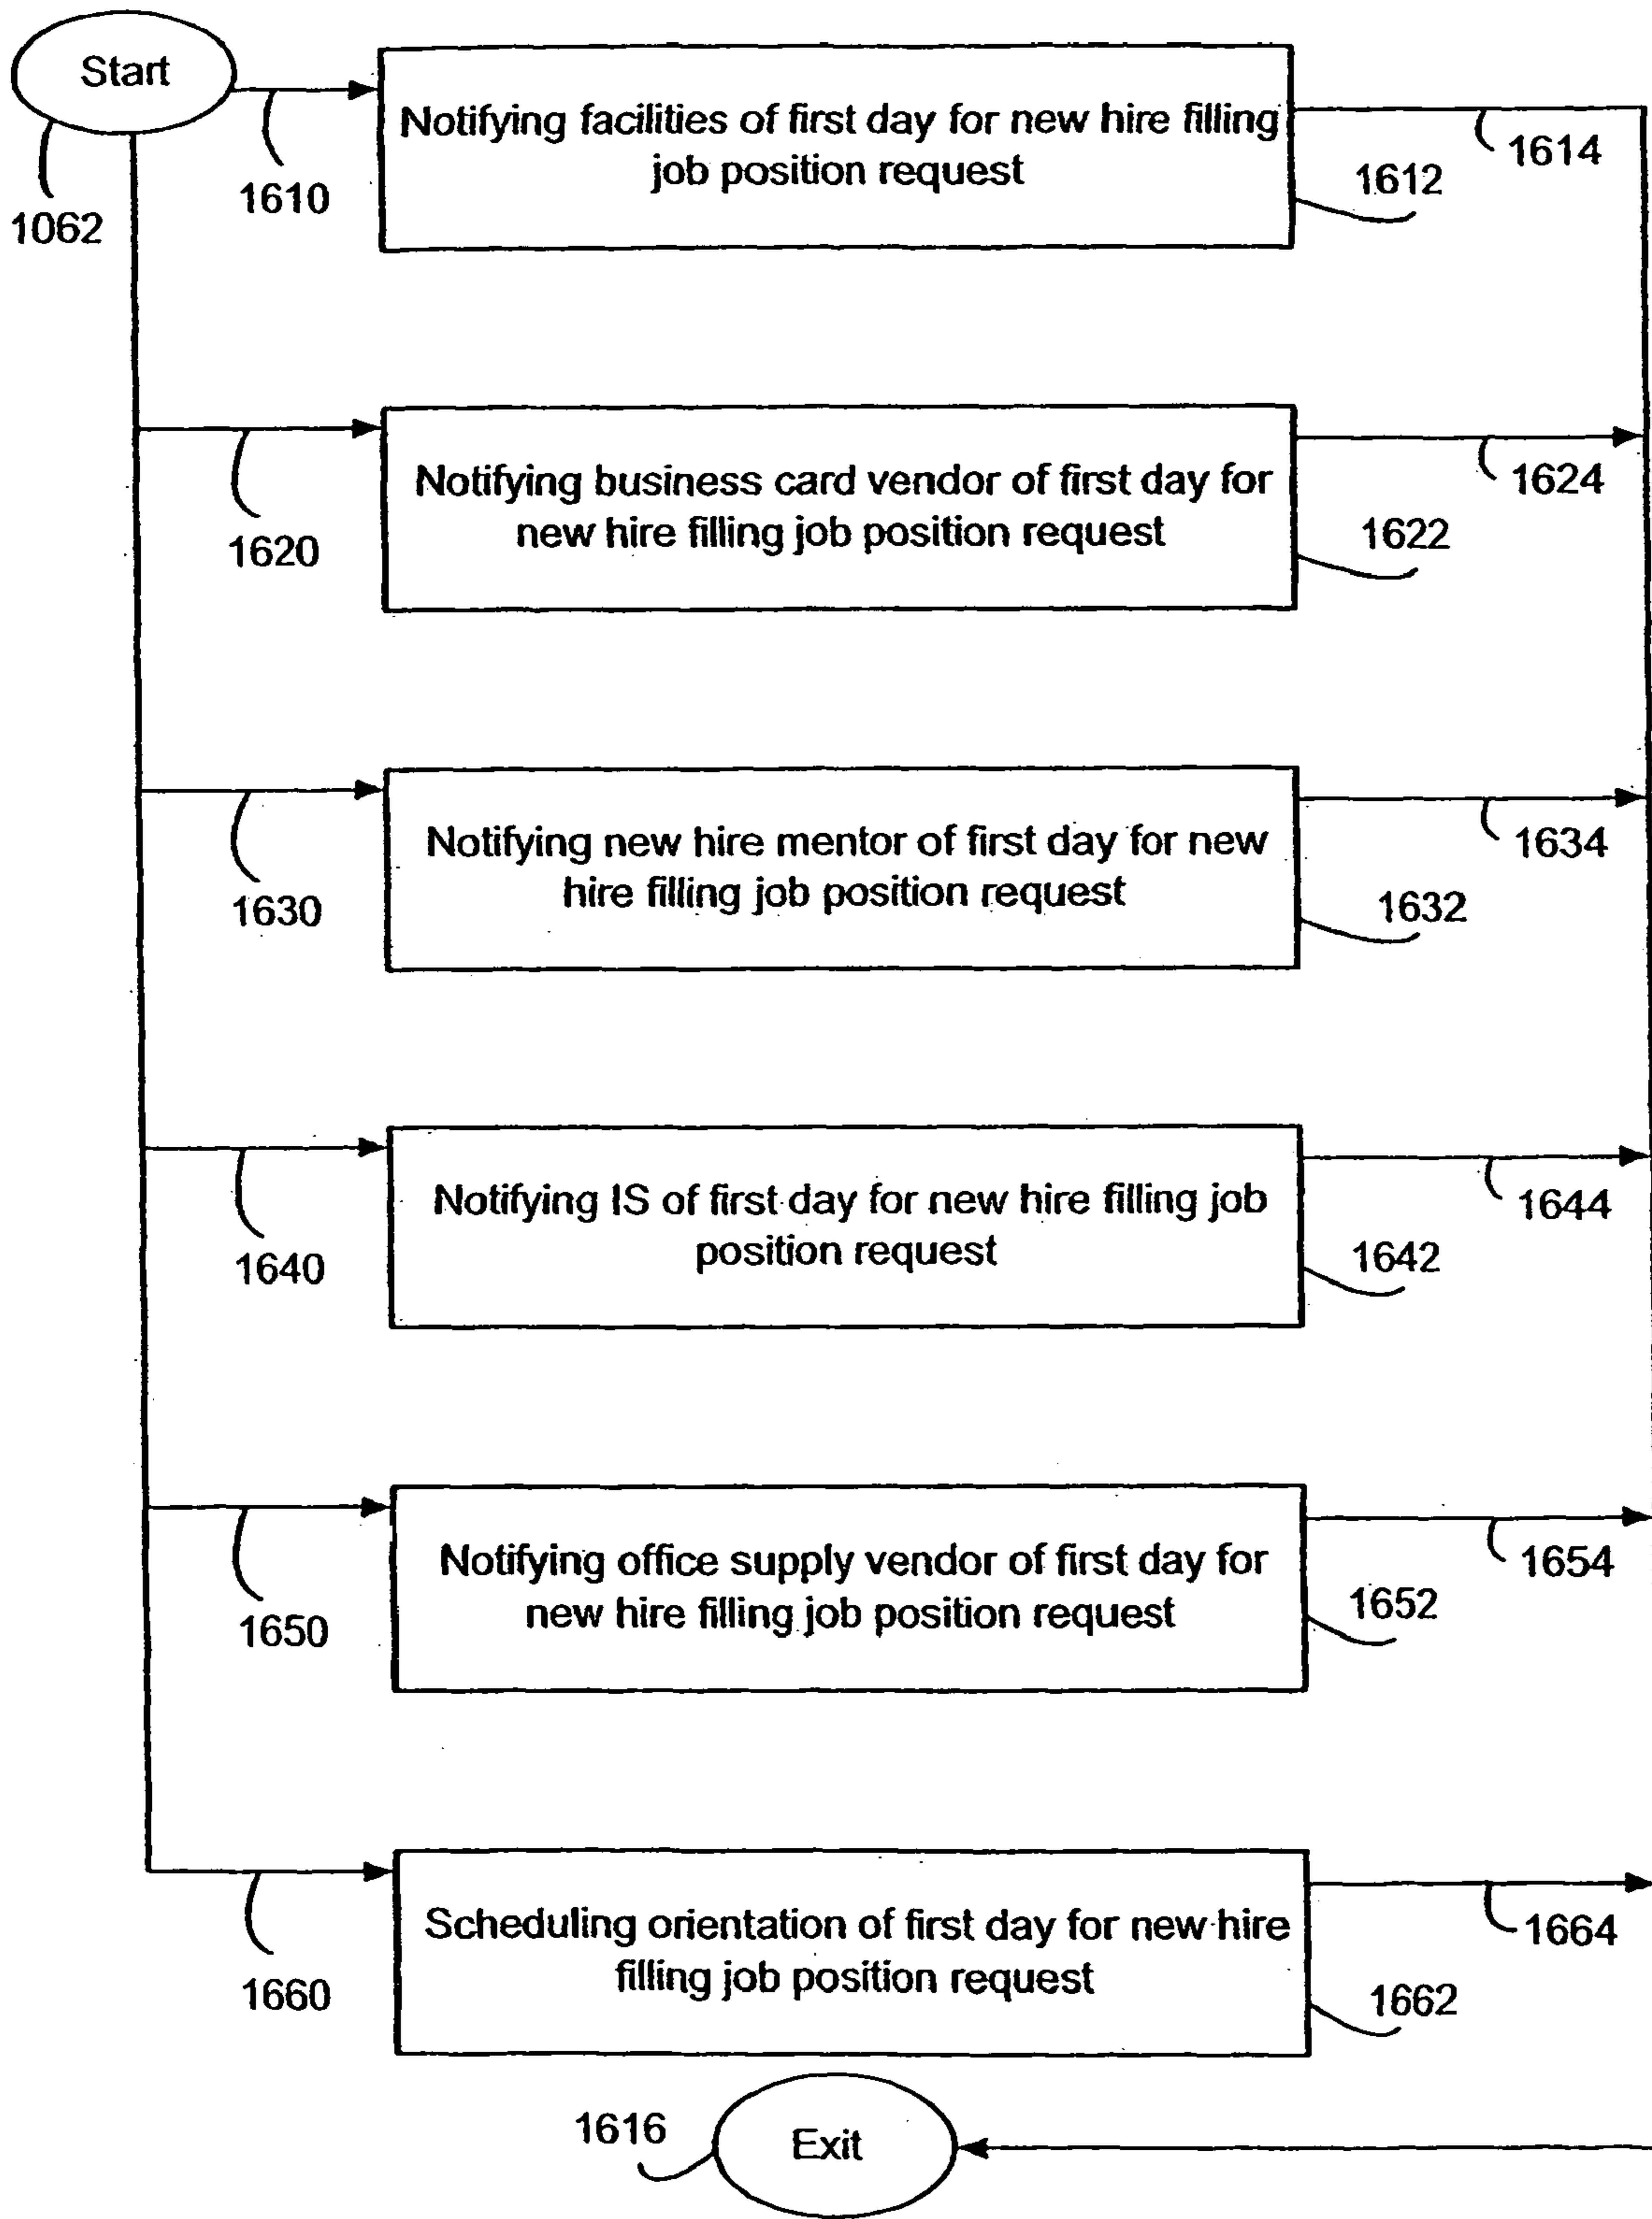 Start
1062
1610
Notifying facilities of first day for new hire filling
job position request
1612
1614
1620
Notifying business card vendor of first day for
new hire filling job position request
1622
1624
1630
Notifying new hire mentor of first day for new
hire filling job position request
1632
1634
1640
Notifying IS of first day for new hire filling job
position request
1642
1644
1650
Notifying office supply vendor of first day for
new hire filling job position request
1652
1654
1660
Scheduling orientation of first day for new hire
filling job position request
1662
1664
1616
Exit